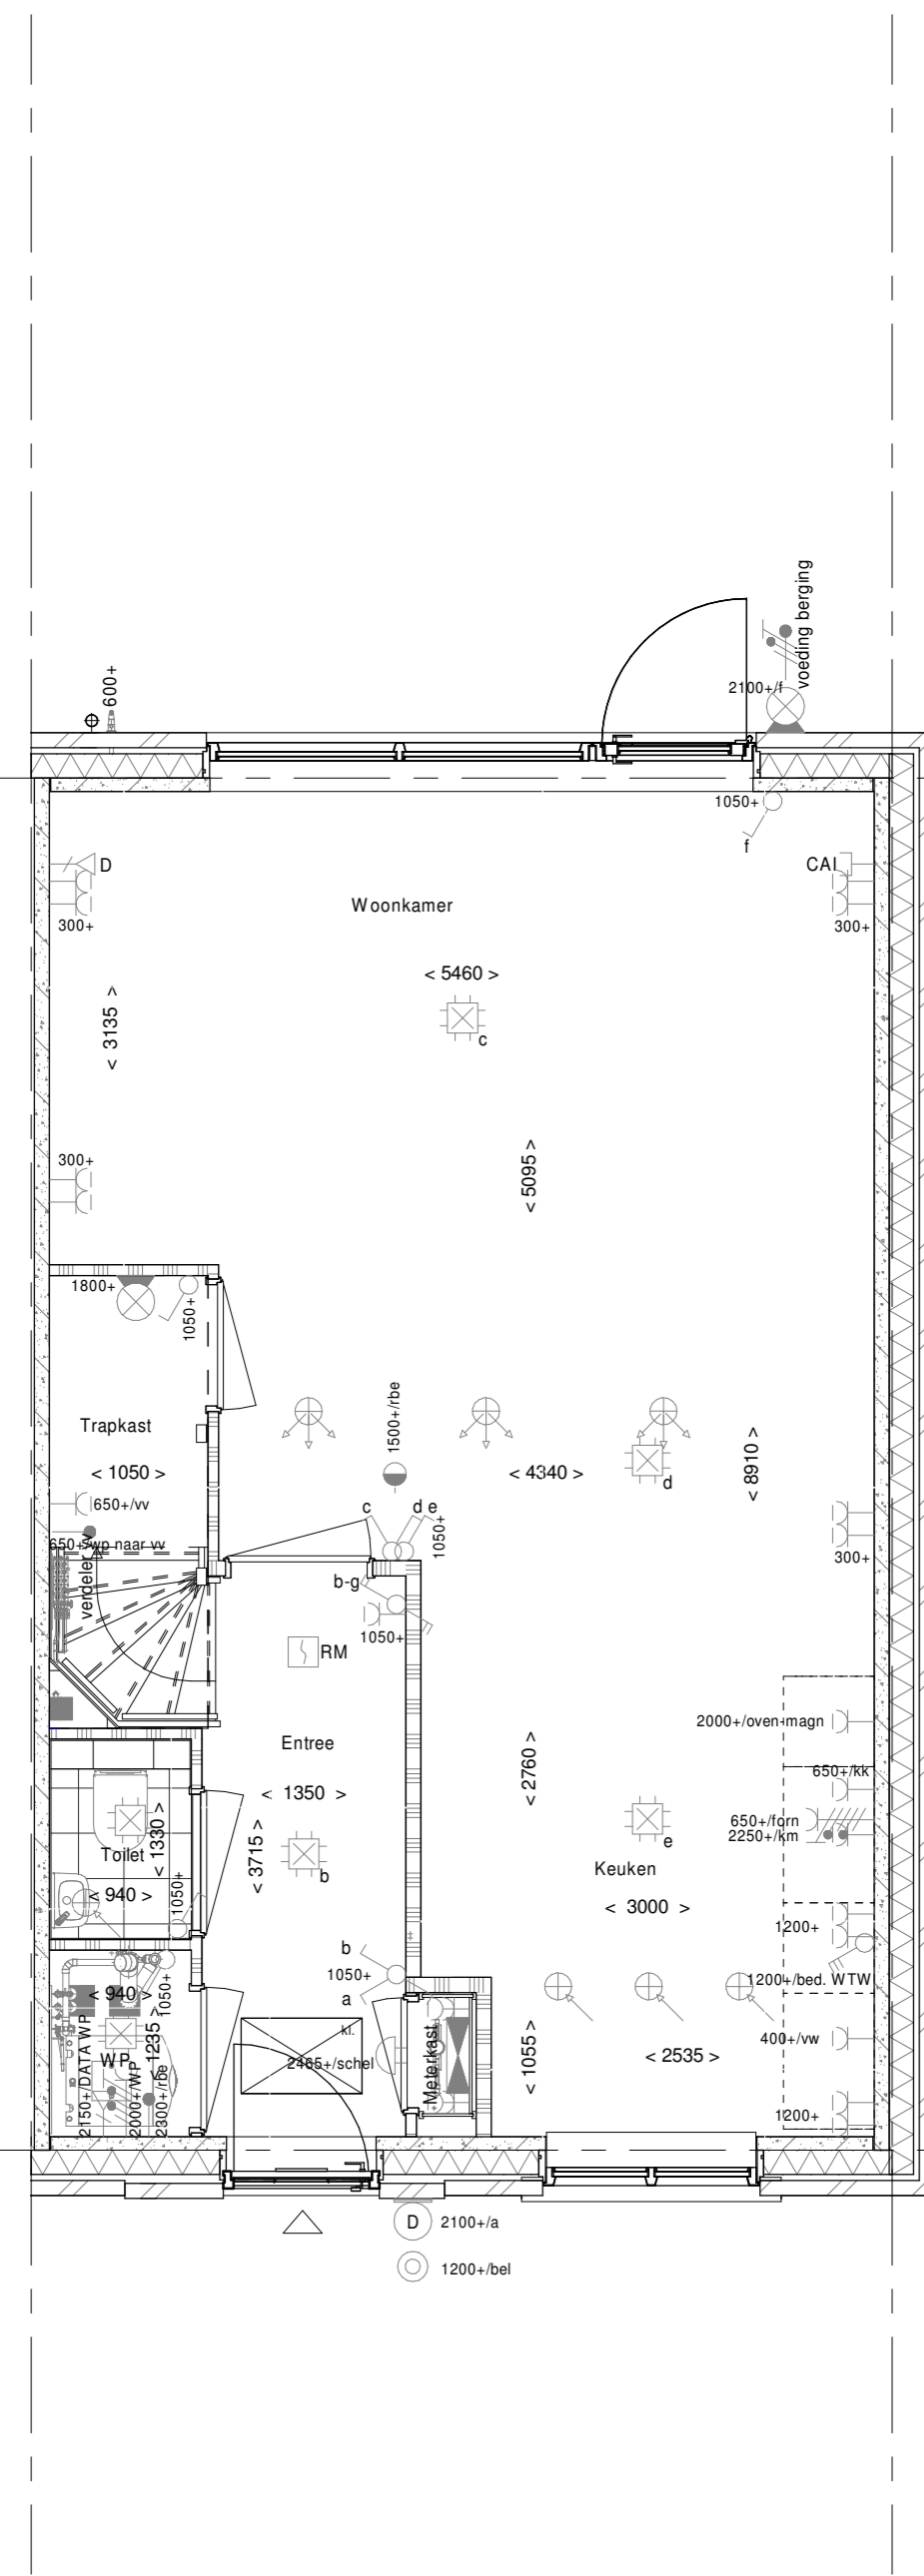 voeding berging
600+
2100+/f
1050+
f
D
CAI
300+
300+
Woonkamer
< 5460 >
< 3135 >
c
< 5095 >
300+
1800+
1050+
Trapkast
< 1050 >
1500+/rbe
< 4340 >
d
< 8910 >
650+/vv
650+/wp naar vv
verdeler vv
c
d e
1050+
300+
b-g
1050+
RM
2000+/oven-magn
Entree
< 1350 >
< 2760 >
650+/kk
650+/forn
2250+/km
< 1330 >
Toilet
< 940 >
1050+
< 3715 >
b
e
Keuken
< 3000 >
1200+
b
1050+
a
1200+/bed. WTW
< 940 >
1050+
WP
< 1235 >
2150+/DATA WP
2000+/WP
2300+/rbe
kl.
2465+/schel
Meterkast
< 1055 >
< 2535 >
400+/vw
1200+
D
2100+/a
1200+/bel